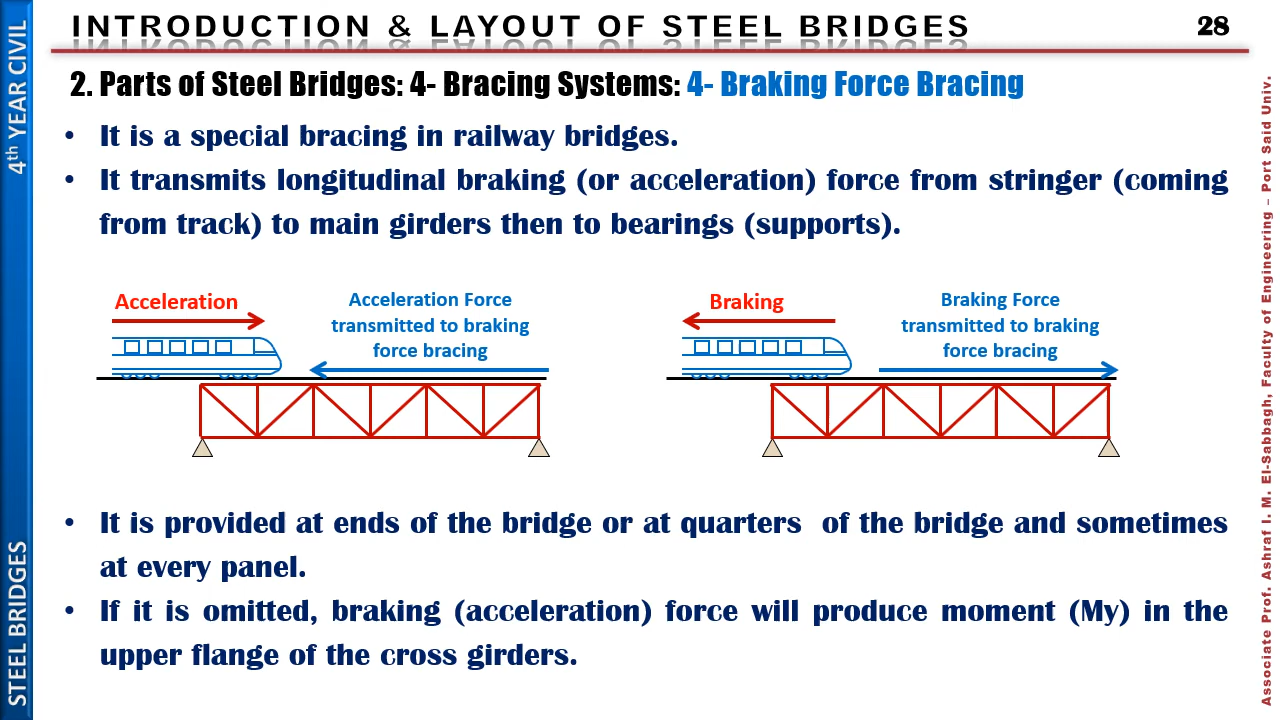 INTRODUCTION & LAYOUT OF STEEL BRIDGES
28
4th YEAR CIVIL
STEEL BRIDGES
2. Parts of Steel Bridges: 4- Bracing Systems: 4- Braking Force Bracing
• It is a special bracing in railway bridges.
• It transmits longitudinal braking (or acceleration) force from stringer (coming
from track) to main girders then to bearings (supports).
Acceleration
Acceleration Force
transmitted to braking
force bracing
Braking
Braking Force
transmitted to braking
force bracing
• It is provided at ends of the bridge or at quarters of the bridge and sometimes
at every panel.
• If it is omitted, braking (acceleration) force will produce moment (My) in the
upper flange of the cross girders.
Associate Prof. Ashraf I. M. El-Sabbagh, Faculty of Engineering – Port Said Univ.